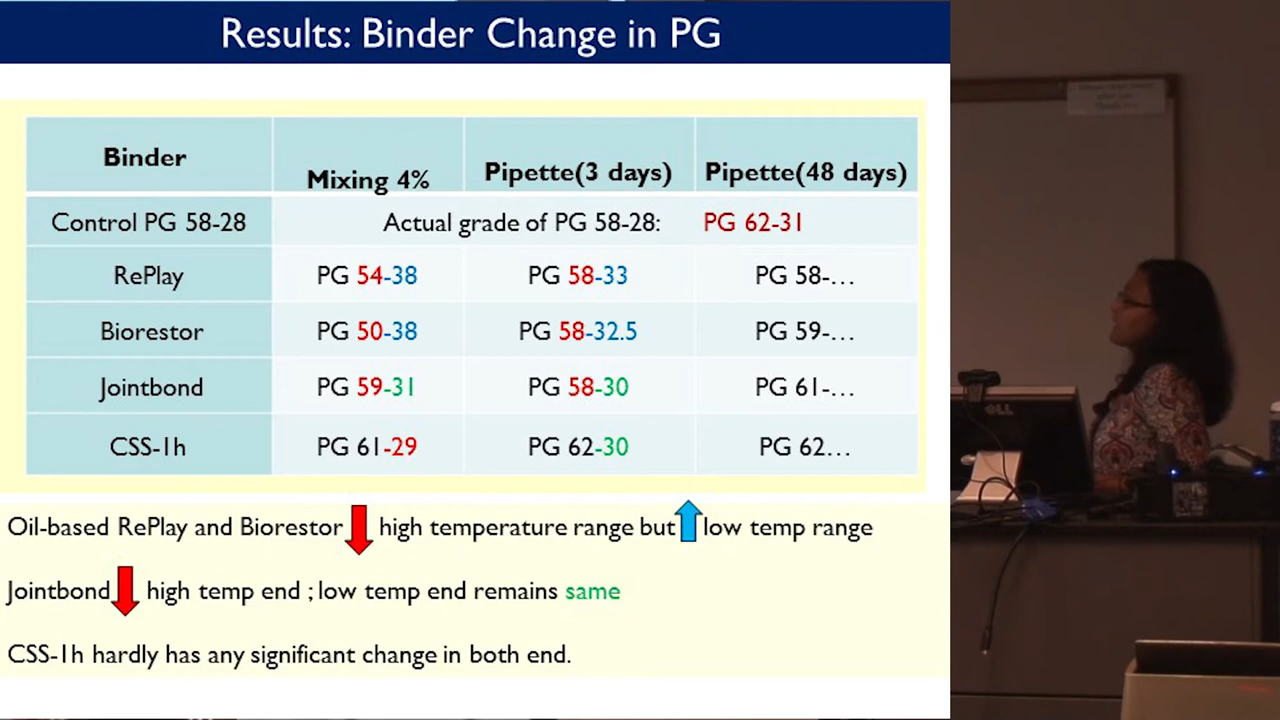 Results: Binder Change in PG
Binder Mixing 4% Pipette(3 days) Pipette(48 days)
Control PG 58-28 Actual grade of PG 58-28: PG 62-31
RePlay PG 54-38 PG 58-33 PG 58-…
Biorestor PG 50-38 PG 58-32.5 PG 59-…
Jointbond PG 59-31 PG 58-30 PG 61-…
CSS-1h PG 61-29 PG 62-30 PG 62…
Oil-based RePlay and Biorestor high temperature range but low temp range
Jointbond high temp end ; low temp end remains same
CSS-1h hardly has any significant change in both end.
DELL